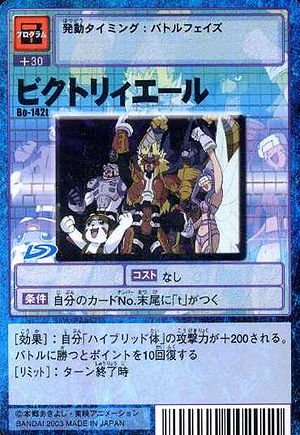 プログラム
発動タイミング：バトルフェイズ
+30
ビクトリィエール
Bo-142t
コスト なし
条件 自分のカードNo.末尾に「t」がつく
[効果]：自分「ハイブリッド体」の攻撃力が+200される。
バトルに勝つとポイントを10回復する
[リミット]：ターン終了時
©本郷あきよし・東映アニメーション
BANDAI 2003 MADE IN JAPAN